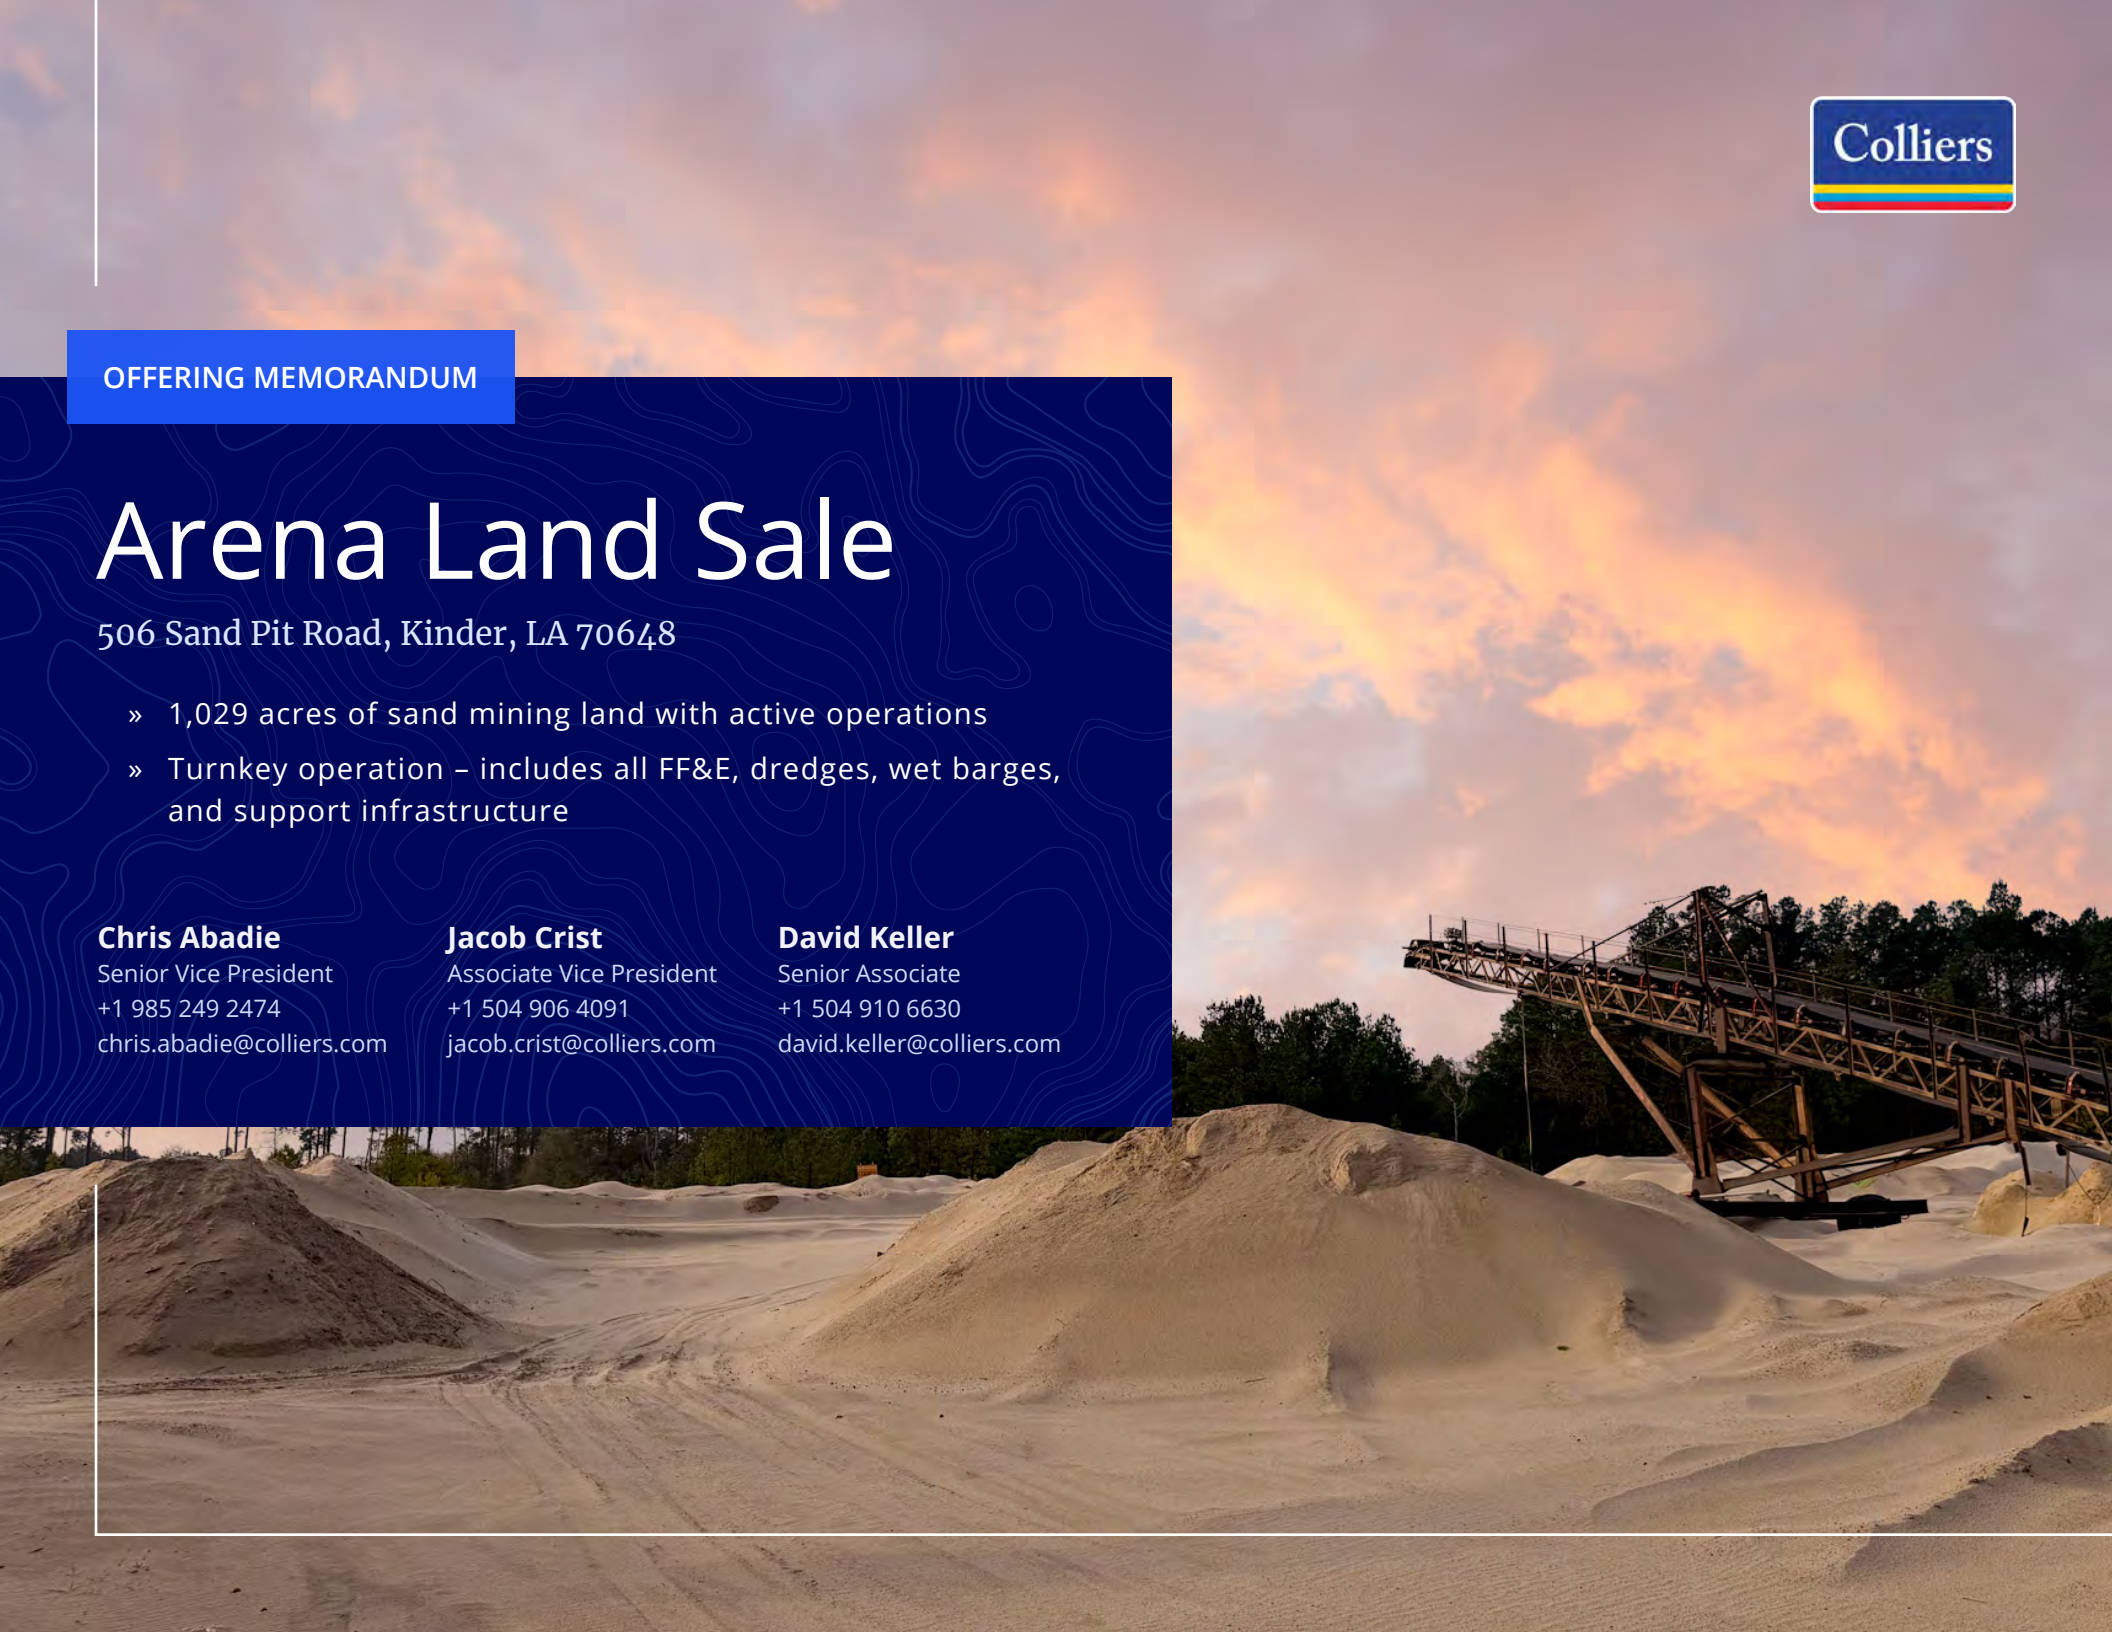 Colliers
OFFERING MEMORANDUM
Arena Land Sale
506 Sand Pit Road, Kinder, LA 70648
» 1,029 acres of sand mining land with active operations
» Turnkey operation – includes all FF&E, dredges, wet barges,
and support infrastructure
Chris Abadie
Senior Vice President
+1 985 249 2474
chris.abadie@colliers.com
Jacob Crist
Associate Vice President
+1 504 906 4091
jacob.crist@colliers.com
David Keller
Senior Associate
+1 504 910 6630
david.keller@colliers.com